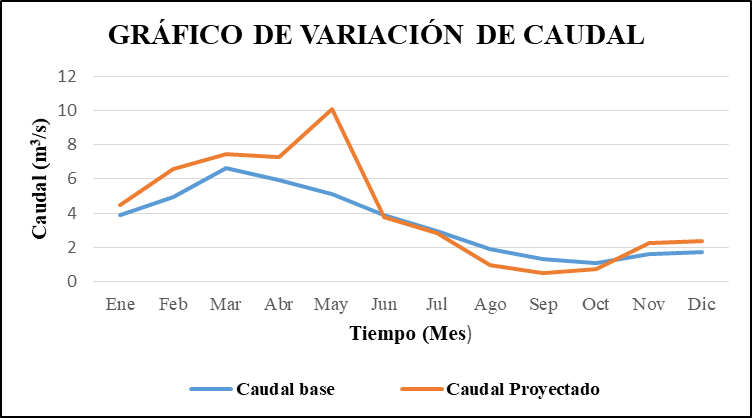 GRÁFICO DE VARIACIÓN DE CAUDAL
12
10
8
6
4
2
0
Caudal (m³/s)
Ene Feb Mar Abr May Jun Jul Ago Sep Oct Nov Dic
Tiempo (Mes)
Caudal base Caudal Proyectado